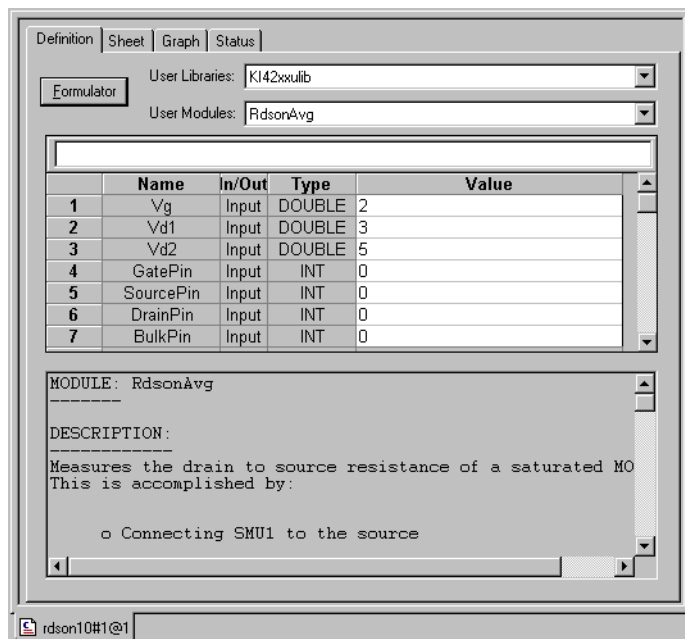 Definition Sheet Graph Status
Formulator
User Libraries: KI42xxulib
User Modules: RdsonAvg
Name In/Out Type Value
1 Vg Input DOUBLE 2
2 Vd1 Input DOUBLE 3
3 Vd2 Input DOUBLE 5
4 GatePin Input INT 0
5 SourcePin Input INT 0
6 DrainPin Input INT 0
7 BulkPin Input INT 0
MODULE: RdsonAvg
-------
DESCRIPTION:
------------
Measures the drain to source resistance of a saturated MO
This is accomplished by:
o Connecting SMU1 to the source
rdson10#1@1